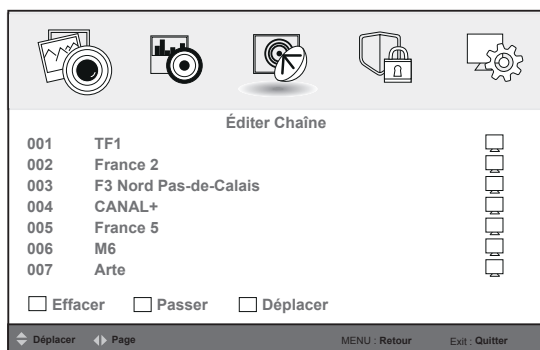 Éditer Chaîne
001 TF1
002 France 2
003 F3 Nord Pas-de-Calais
004 CANAL+
005 France 5
006 M6
007 Arte
Effacer Passer Déplacer
Déplacer Page MENU : Retour Exit : Quitter